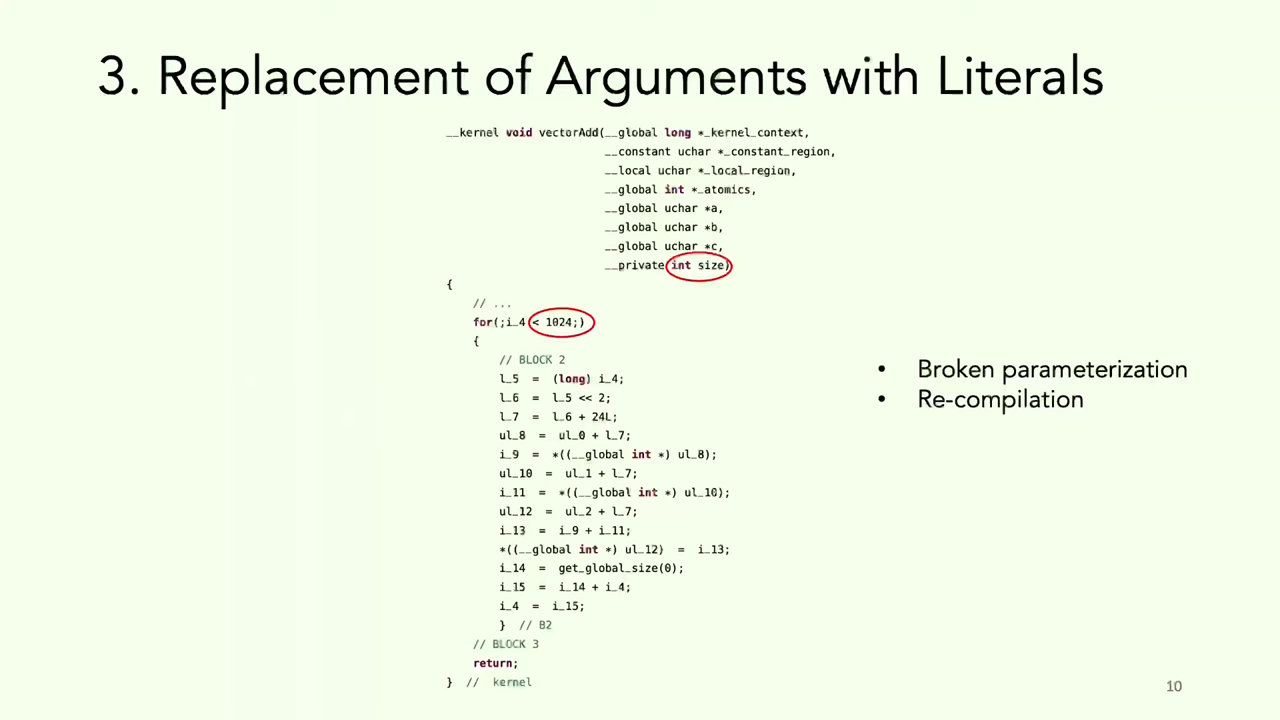 3. Replacement of Arguments with Literals
__kernel void vectorAdd(__global long *_kernel_context,
__constant uchar *_constant_region,
__local uchar *_local_region,
__global int *_atomics,
__global uchar *a,
__global uchar *b,
__global uchar *c,
__private int size)
{
// ...
for(;i_4 < 1024;)
{
// BLOCK 2
l_5 = (long) i_4;
l_6 = l_5 << 2;
l_7 = l_6 + 24L;
ul_8 = ul_0 + l_7;
i_9 = *((__global int *) ul_8);
ul_10 = ul_1 + l_7;
i_11 = *((__global int *) ul_10);
ul_12 = ul_2 + l_7;
i_13 = i_9 + i_11;
*((__global int *) ul_12) = i_13;
i_14 = get_global_size(0);
i_15 = i_14 + i_4;
i_4 = i_15;
} // B2
// BLOCK 3
return;
} // kernel
• Broken parameterization
• Re-compilation
10